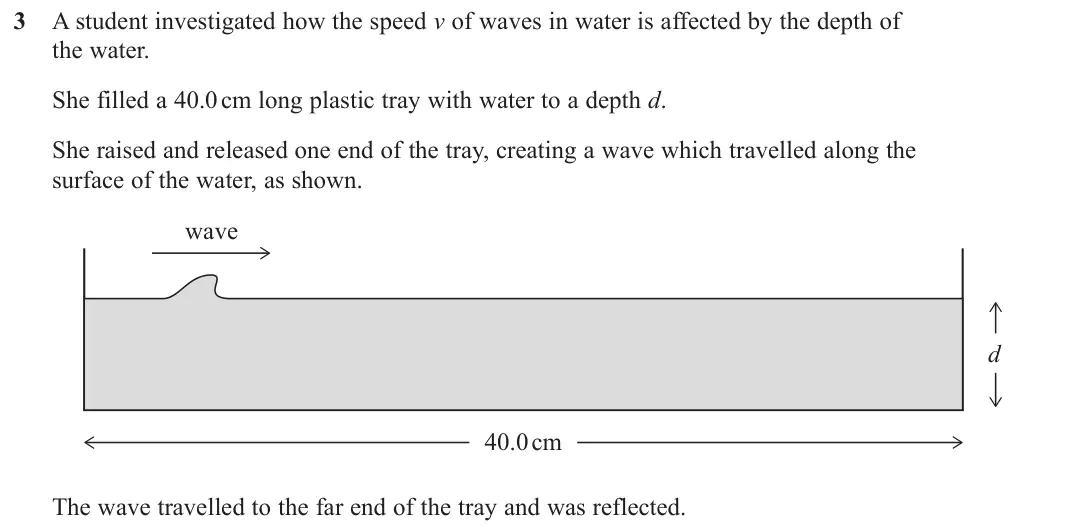 3 A student investigated how the speed v of waves in water is affected by the depth of
the water.
She filled a 40.0 cm long plastic tray with water to a depth d.
She raised and released one end of the tray, creating a wave which travelled along the
surface of the water, as shown.
wave
d
40.0 cm
The wave travelled to the far end of the tray and was reflected.